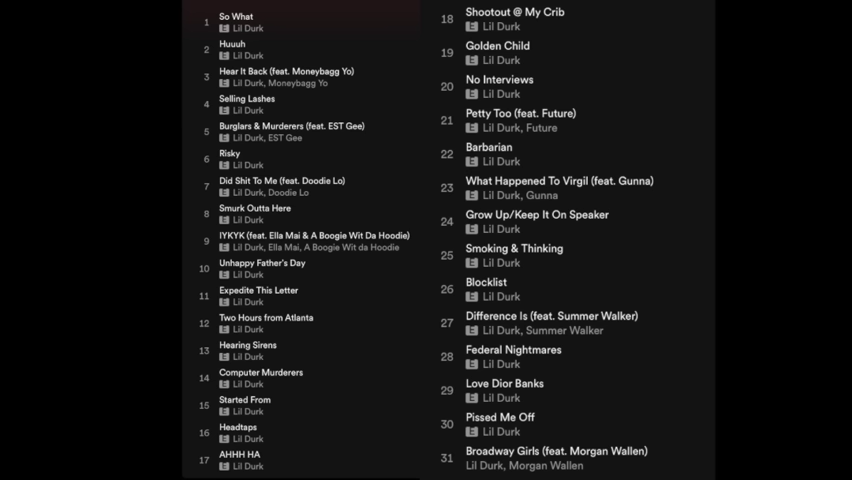 1
So What
E Lil Durk
2
Huuuh
E Lil Durk
3
Hear It Back (feat. Moneybagg Yo)
E Lil Durk, Moneybagg Yo
4
Selling Lashes
E Lil Durk
5
Burglars & Murderers (feat. EST Gee)
E Lil Durk, EST Gee
6
Risky
E Lil Durk
7
Did Shit To Me (feat. Doodie Lo)
E Lil Durk, Doodie Lo
8
Smurk Outta Here
E Lil Durk
9
IYKYK (feat. Ella Mai & A Boogie Wit Da Hoodie)
E Lil Durk, Ella Mai, A Boogie Wit da Hoodie
10
Unhappy Father's Day
E Lil Durk
11
Expedite This Letter
E Lil Durk
12
Two Hours from Atlanta
E Lil Durk
13
Hearing Sirens
E Lil Durk
14
Computer Murderers
E Lil Durk
15
Started From
E Lil Durk
16
Headtaps
E Lil Durk
17
AHHH HA
E Lil Durk
18
Shootout @ My Crib
E Lil Durk
19
Golden Child
E Lil Durk
20
No Interviews
E Lil Durk
21
Petty Too (feat. Future)
E Lil Durk, Future
22
Barbarian
E Lil Durk
23
What Happened To Virgil (feat. Gunna)
E Lil Durk, Gunna
24
Grow Up/Keep It On Speaker
E Lil Durk
25
Smoking & Thinking
E Lil Durk
26
Blocklist
E Lil Durk
27
Difference Is (feat. Summer Walker)
E Lil Durk, Summer Walker
28
Federal Nightmares
E Lil Durk
29
Love Dior Banks
E Lil Durk
30
Pissed Me Off
E Lil Durk
31
Broadway Girls (feat. Morgan Wallen)
Lil Durk, Morgan Wallen